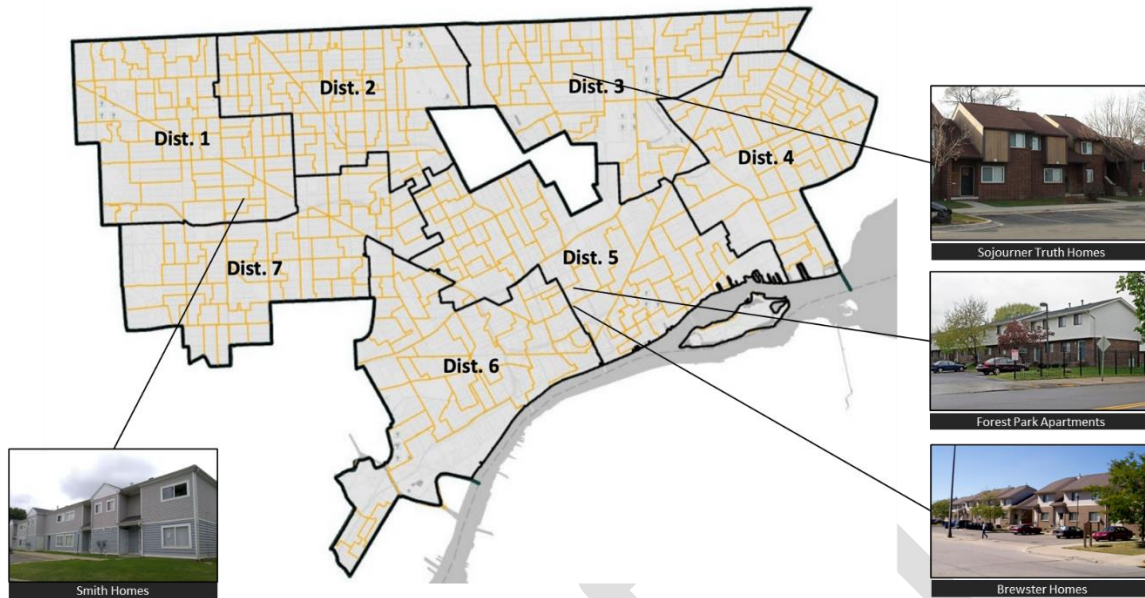 Dist. 1
Dist. 2
Dist. 3
Dist. 4
Dist. 5
Dist. 6
Dist. 7
Sojourner Truth Homes
Forest Park Apartments
Brewster Homes
Smith Homes